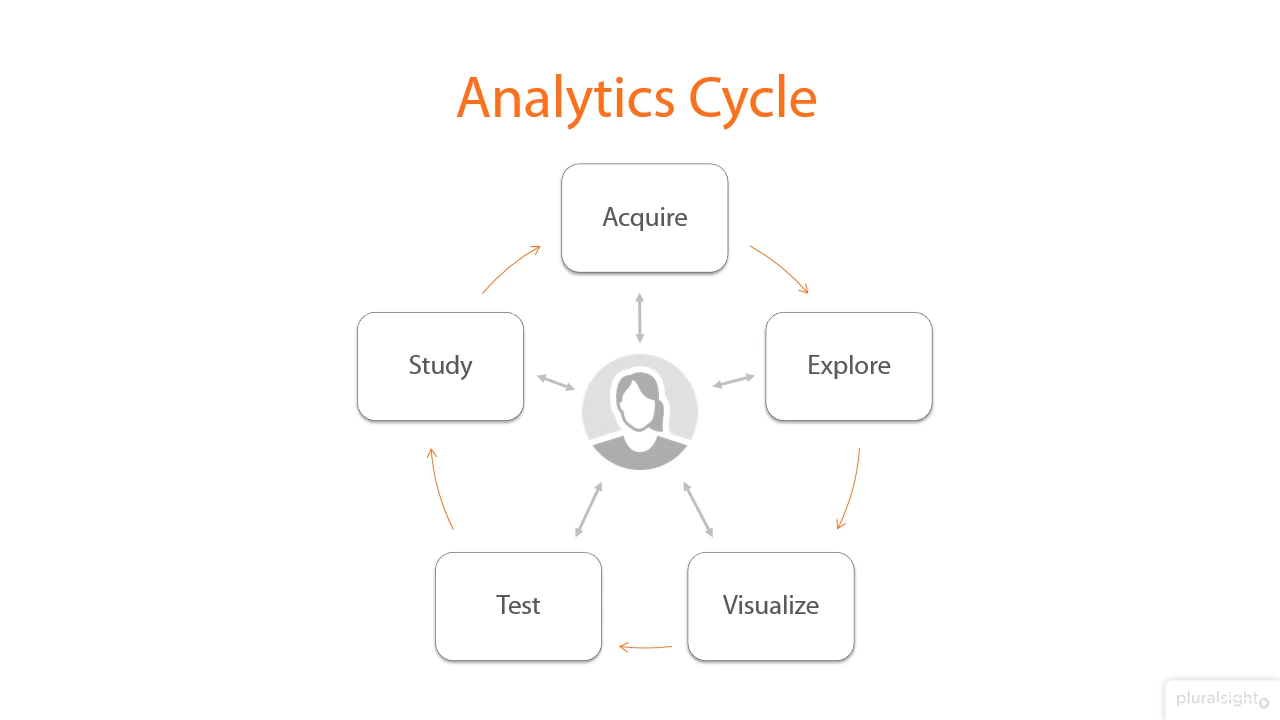 Analytics Cycle
Acquire
Study
Explore
Test
Visualize
pluralsight